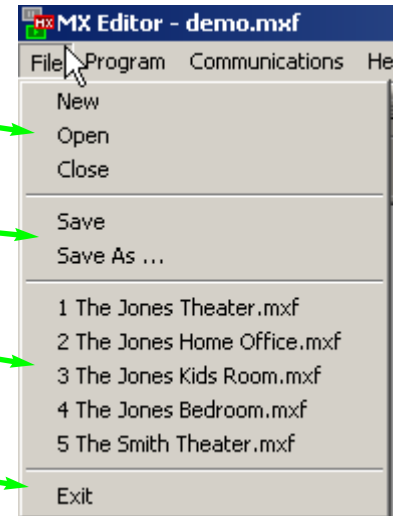 MX Editor - demo.mxf
File Program Communications He
New
Open
Close
Save
Save As ...
1 The Jones Theater.mxf
2 The Jones Home Office.mxf
3 The Jones Kids Room.mxf
4 The Jones Bedroom.mxf
5 The Smith Theater.mxf
Exit